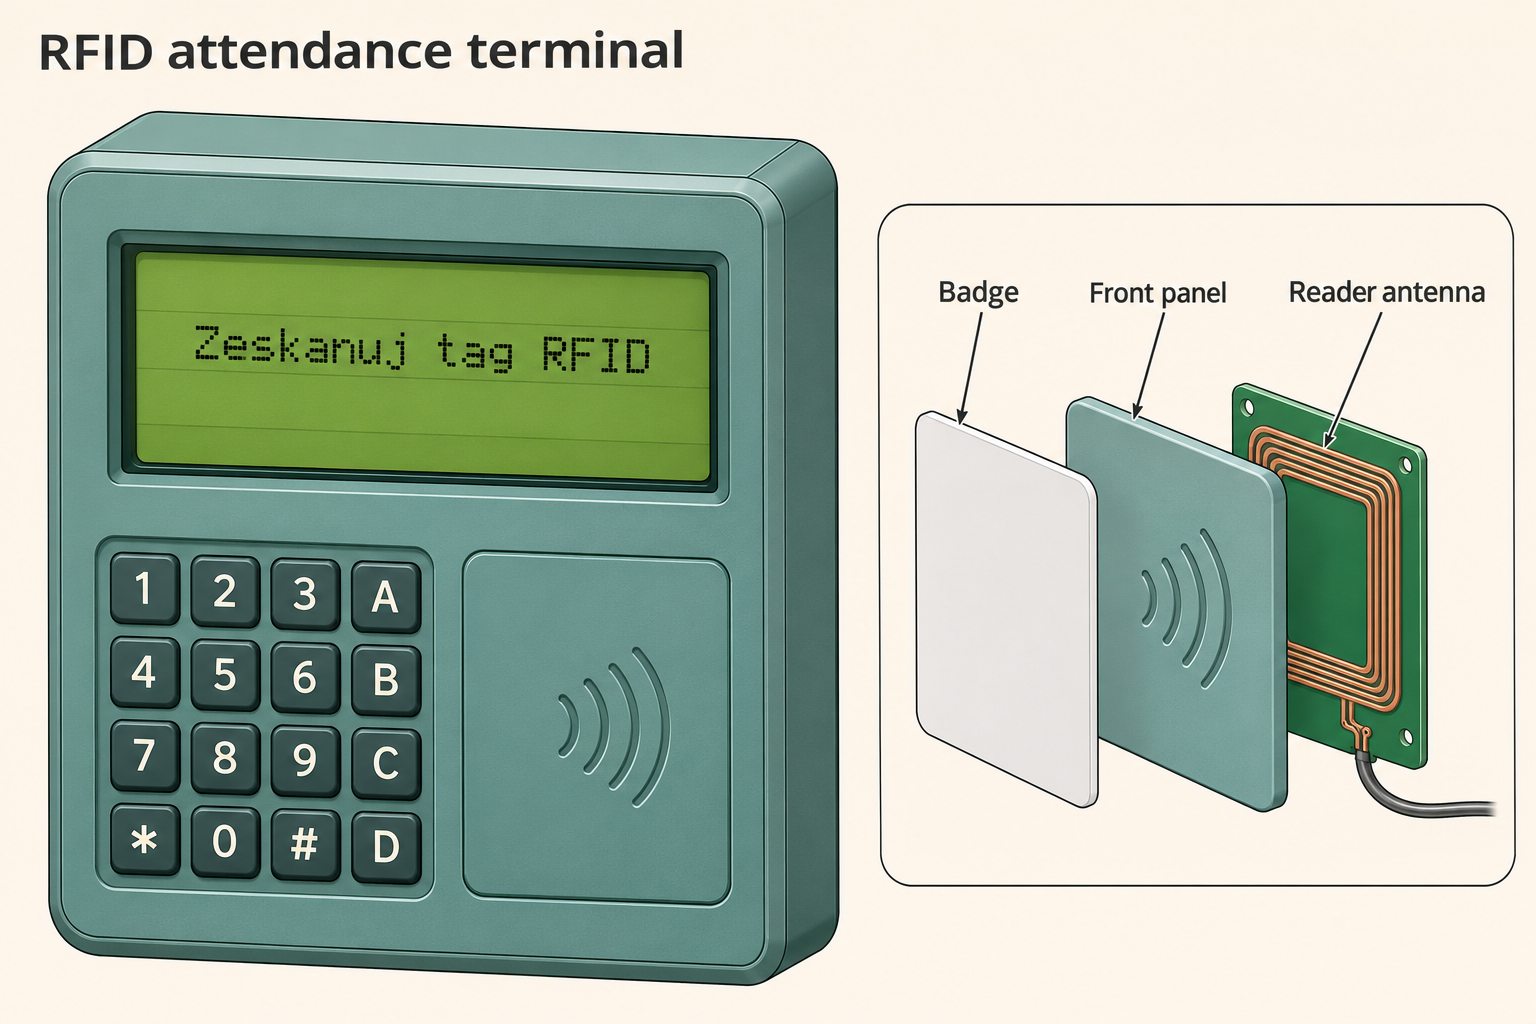 RFID attendance terminal
Zeskanuj tag RFID
1 2 3 A
4 5 6 B
7 8 9 C
* 0 # D
Badge
Front panel
Reader antenna